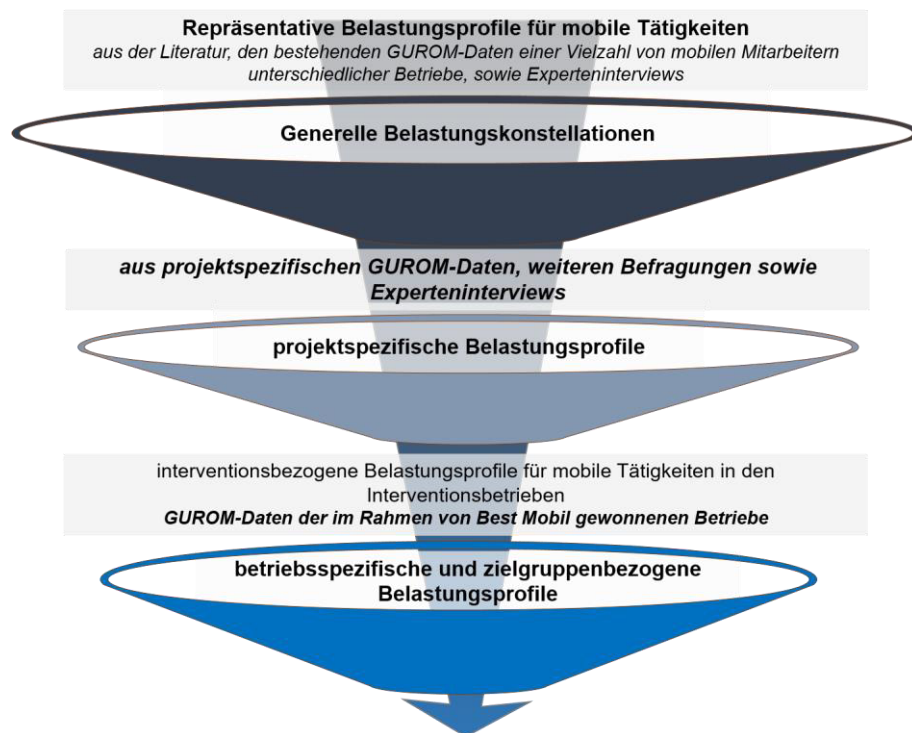 Repräsentative Belastungsprofile für mobile Tätigkeiten
aus der Literatur, den bestehenden GUROM-Daten einer Vielzahl von mobilen Mitarbeitern
unterschiedlicher Betriebe, sowie Experteninterviews
Generelle Belastungskonstellationen
aus projektspezifischen GUROM-Daten, weiteren Befragungen sowie
Experteninterviews
projektspezifische Belastungsprofile
interventionsbezogene Belastungsprofile für mobile Tätigkeiten in den
Interventionsbetrieben
GUROM-Daten der im Rahmen von Best Mobil gewonnenen Betriebe
betriebsspezifische und zielgruppenbezogene
Belastungsprofile